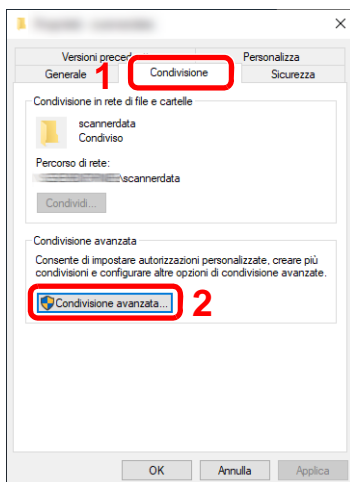 Versioni prece
Personalizza
Generale
1
Condivisione
Sicurezza
Condivisione in rete di file e cartelle
scannerdata
Condiviso
Percorso di rete:
\scannerdata
Condividi...
Condivisione avanzata
Consente di impostare autorizzazioni personalizzate, creare più
condivisioni e configurare altre opzioni di condivisione avanzate.
Condivisione avanzata...
2
OK
Annulla
Applica